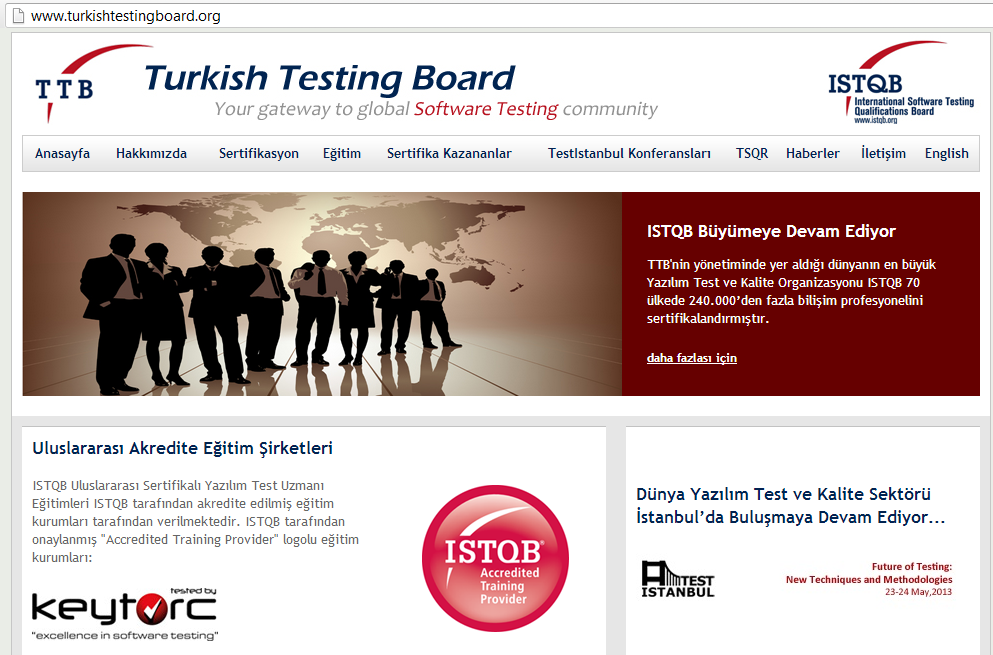 www.turkishtestingboard.org
TTB
Turkish Testing Board
Your gateway to global Software Testing community
ISTQB
International Software Testing
Qualifications Board
www.istqb.org
Anasayfa Hakkımızda Sertifikasyon Eğitim Sertifika Kazananlar TestIstanbul Konferansları TSQR Haberler İletişim English
ISTQB Büyümeye Devam Ediyor
TTB'nin yönetiminde yer aldığı dünyanın en büyük
Yazılım Test ve Kalite Organizasyonu ISTQB 70
ülkede 240.000’den fazla bilişim profesyonelini
sertifikalandırmıştır.
daha fazlası için
Uluslararası Akredite Eğitim Şirketleri
ISTQB Uluslararası Sertifikalı Yazılım Test Uzmanı
Eğitimleri ISTQB tarafından akredite edilmiş eğitim
kurumları tarafından verilmektedir. ISTQB tarafından
onaylanmış "Accredited Training Provider" logolu eğitim
kurumları:
tested by
keytorc
"excellence in software testing"
ISTQB®
Accredited
Training
Provider
Dünya Yazılım Test ve Kalite Sektörü
İstanbul’da Buluşmaya Devam Ediyor...
TEST
ISTANBUL
Future of Testing:
New Techniques and Methodologies
23-24 May,2013